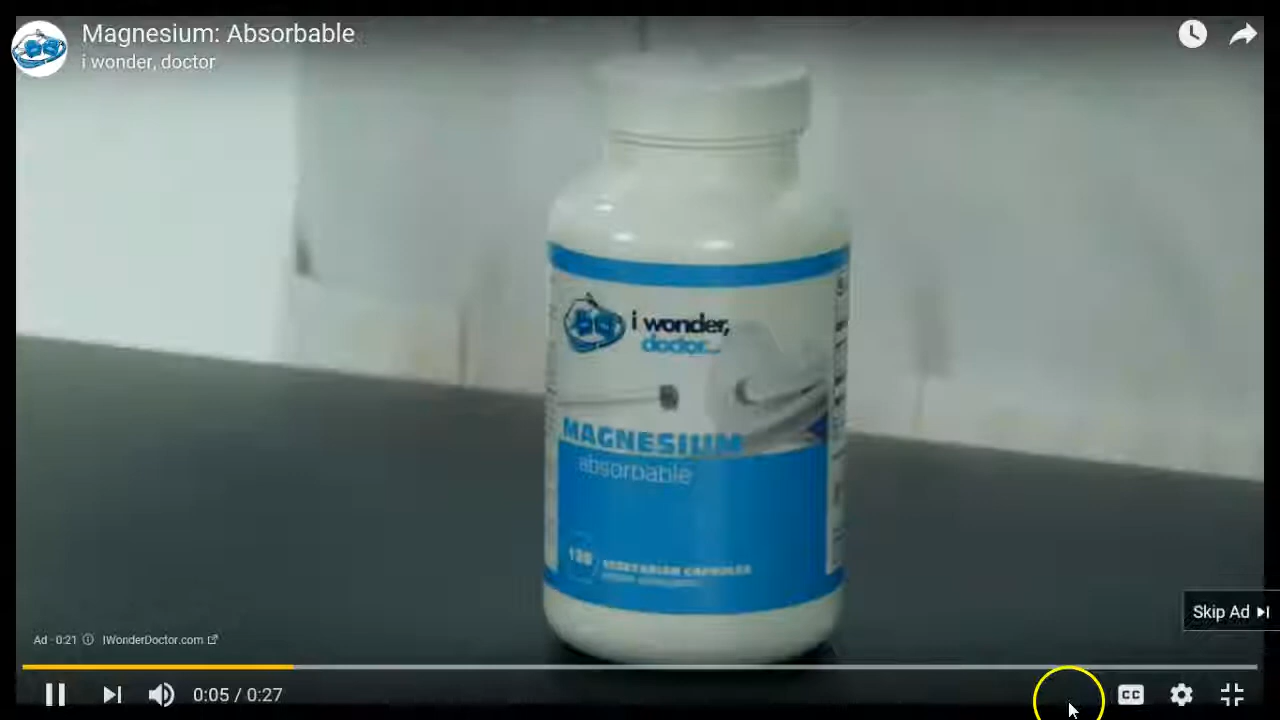 Magnesium: Absorbable
i wonder, doctor
i wonder,
doctor...
MAGNESIUM
absorbable
120 VEGETARIAN CAPSULES
Skip Ad
Ad · 0:21 IWonderDoctor.com
0:05 / 0:27
CC